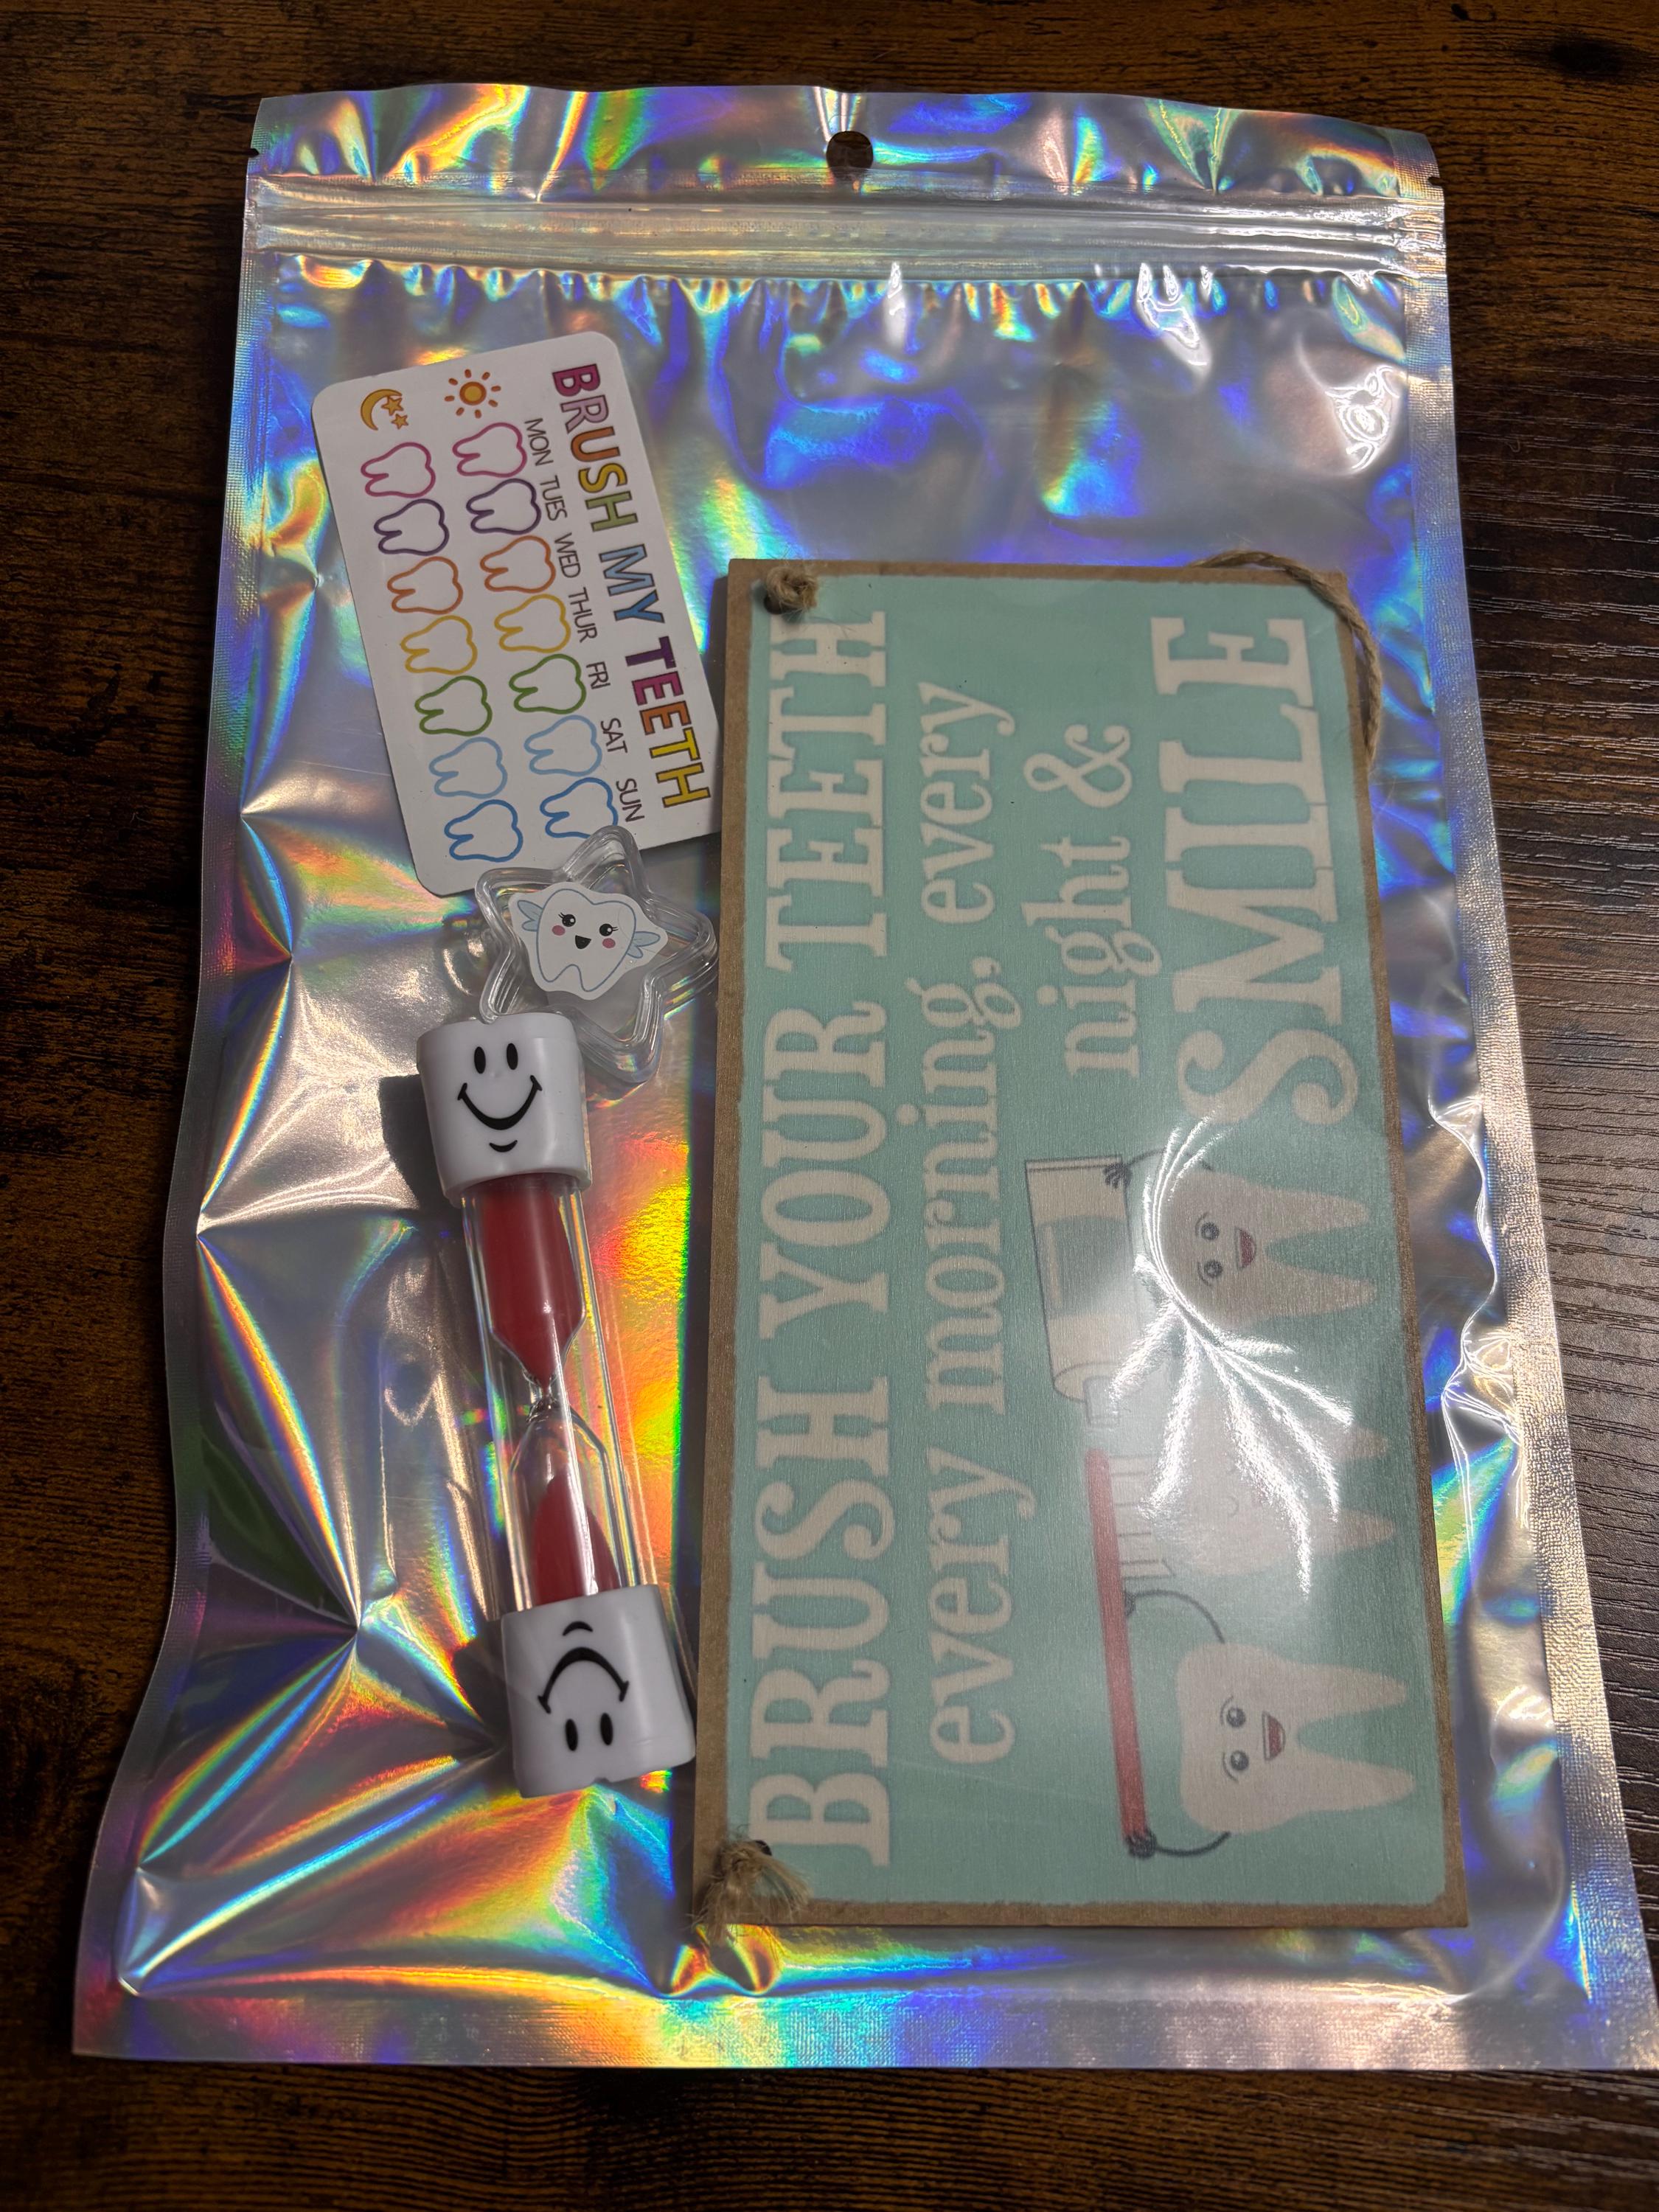 BRUSH MY TEETH
MON TUES WED THUR FRI SAT SUN
BRUSH YOUR TEETH
every morning, every
night &
SMILE